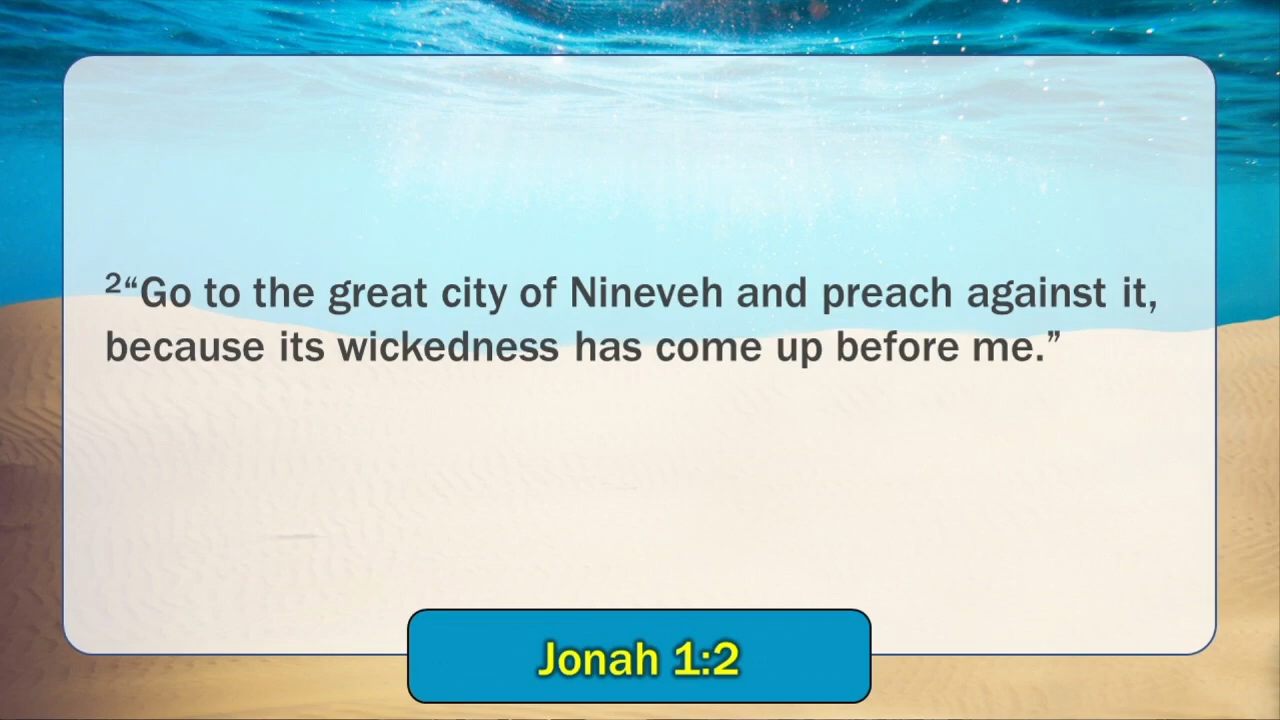 ²“Go to the great city of Nineveh and preach against it,
because its wickedness has come up before me.”
Jonah 1:2